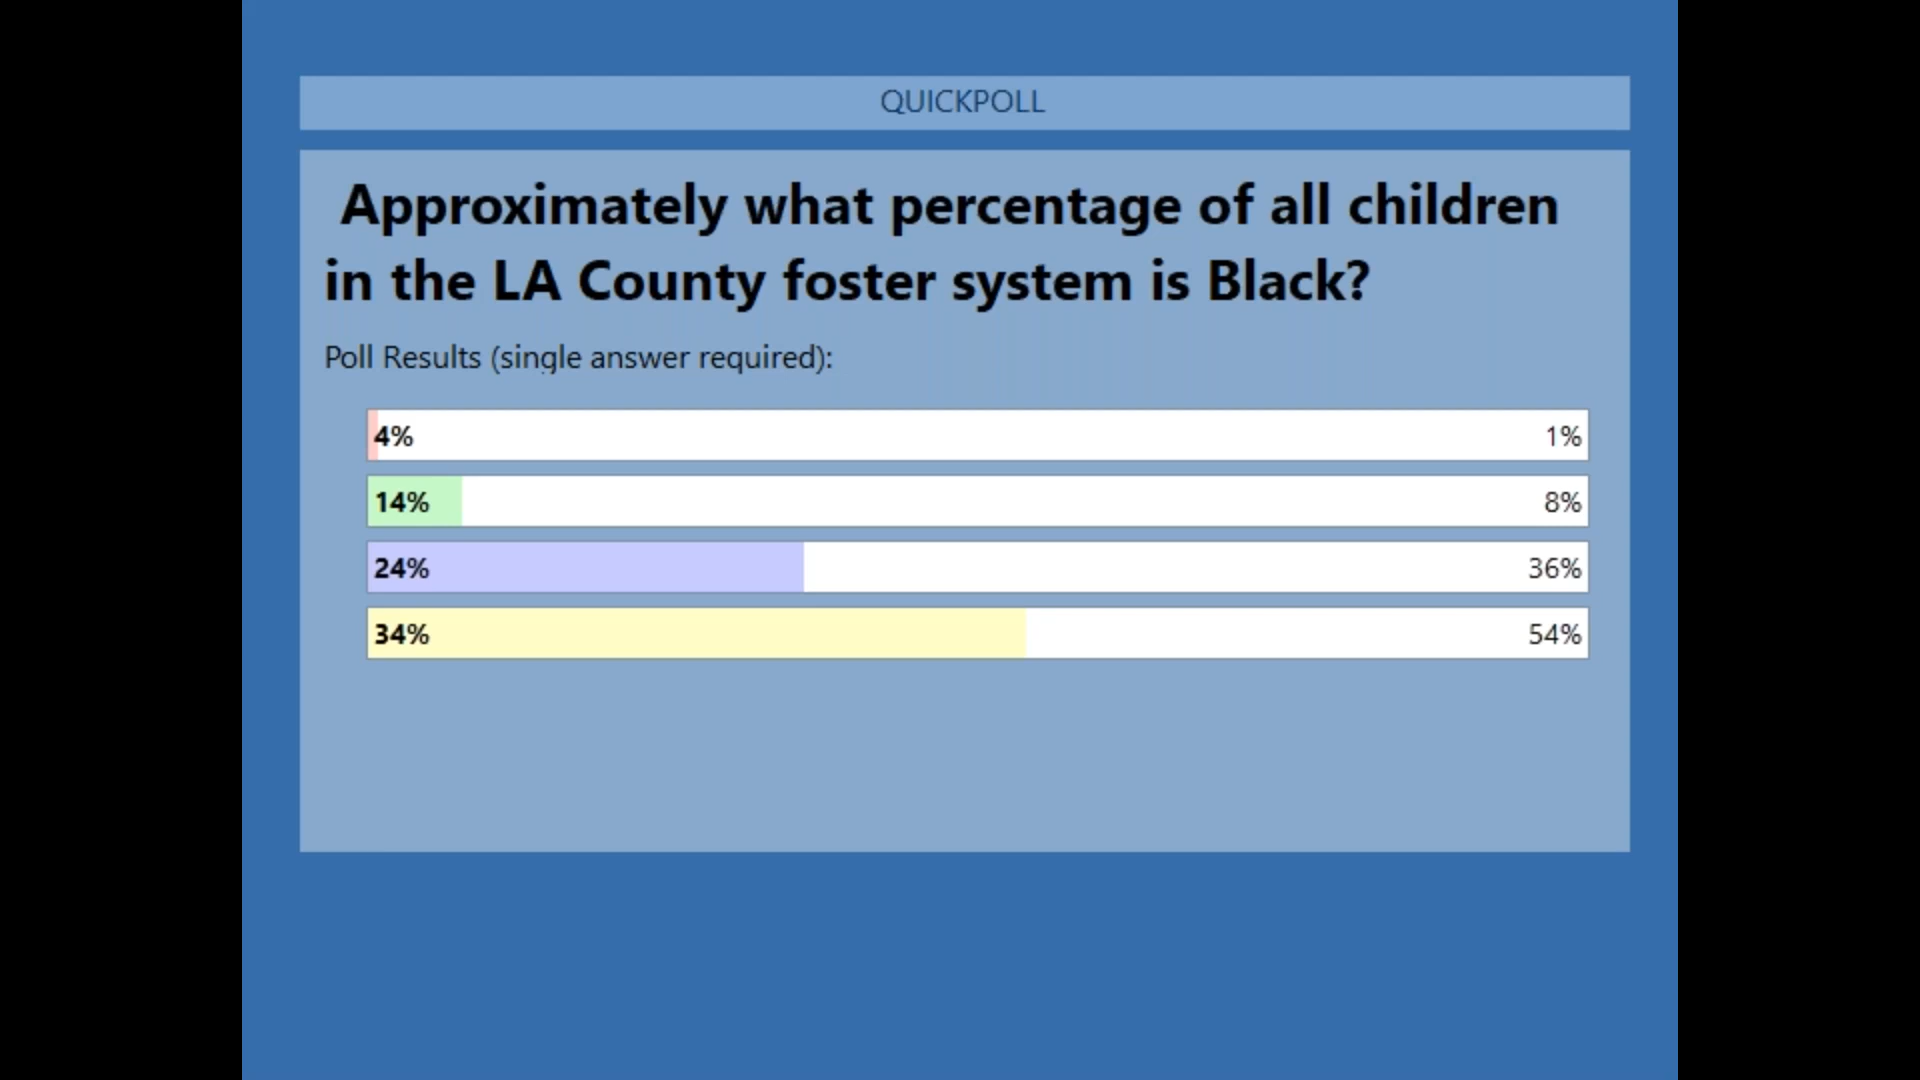 QUICKPOLL
Approximately what percentage of all children
in the LA County foster system is Black?
Poll Results (single answer required):
4% 1%
14% 8%
24% 36%
34% 54%